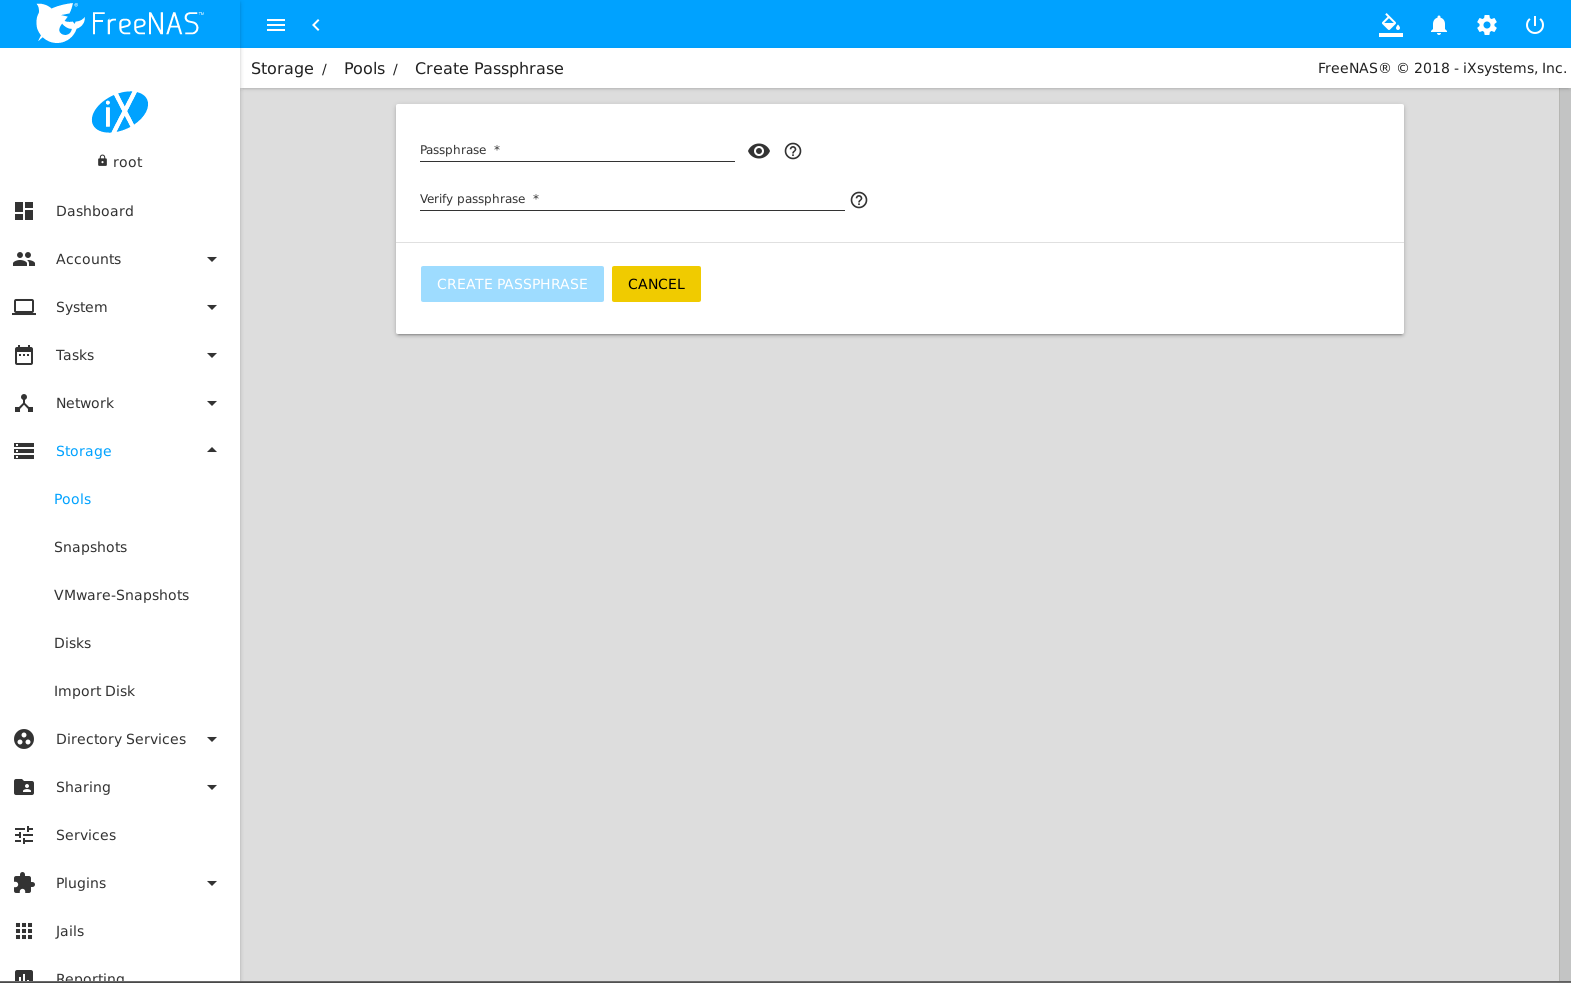 FreeNAS™
Storage / Pools / Create Passphrase
FreeNAS® © 2018 - iXsystems, Inc.
iX
root
Dashboard
Accounts
System
Tasks
Network
Storage
Pools
Snapshots
VMware-Snapshots
Disks
Import Disk
Directory Services
Sharing
Services
Plugins
Jails
Reporting
Passphrase *
Verify passphrase *
CREATE PASSPHRASE
CANCEL